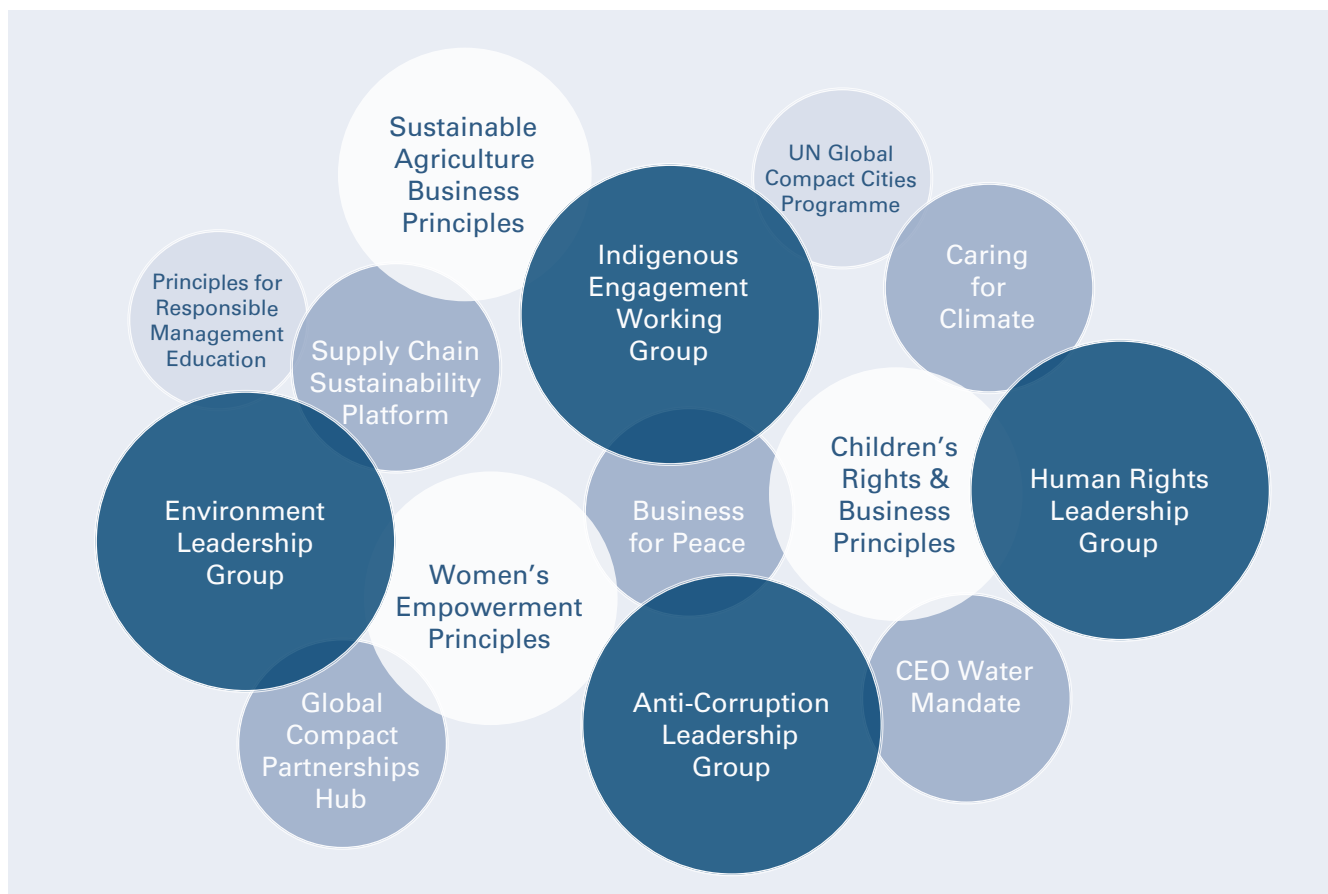 Sustainable
Agriculture
Business
Principles
UN Global
Compact Cities
Programme
Indigenous
Engagement
Working
Group
Caring
for
Climate
Principles for
Responsible
Management
Education
Supply Chain
Sustainability
Platform
Children’s
Rights &
Business
Principles
Human Rights
Leadership
Group
Environment
Leadership
Group
Business
for Peace
Women’s
Empowerment
Principles
CEO Water
Mandate
Global
Compact
Partnerships
Hub
Anti-Corruption
Leadership
Group